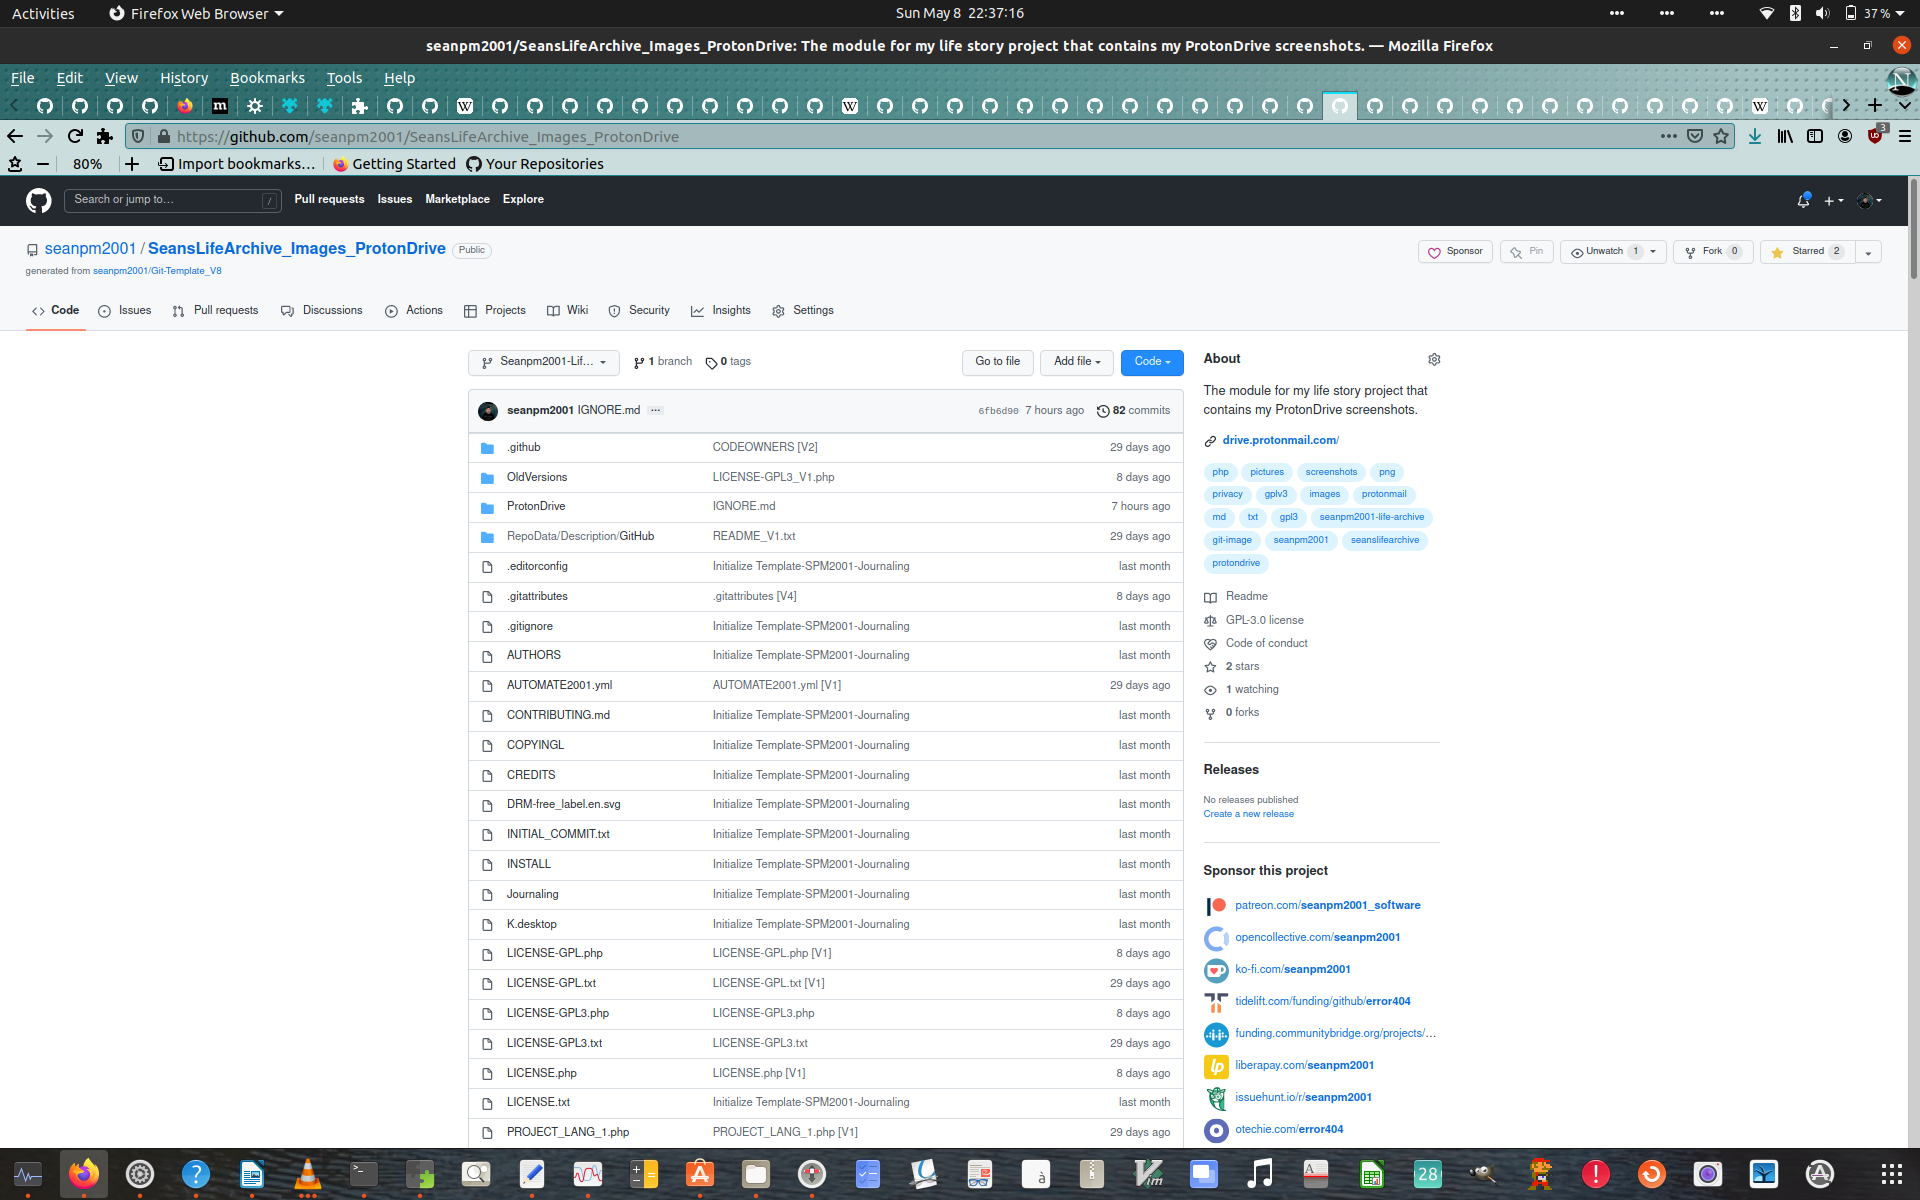 Activities Firefox Web Browser Sun May 8 22:37:16 37 %
seanpm2001/SeansLifeArchive_Images_ProtonDrive: The module for my life story project that contains my ProtonDrive screenshots. — Mozilla Firefox
File Edit View History Bookmarks Tools Help
https://github.com/seanpm2001/SeansLifeArchive_Images_ProtonDrive 3
80% Import bookmarks… Getting Started Your Repositories
Search or jump to… / Pull requests Issues Marketplace Explore
seanpm2001 / SeansLifeArchive_Images_ProtonDrive Public Sponsor Pin Unwatch 1 Fork 0 Starred 2
generated from seanpm2001/Git-Template_V8
Code Issues Pull requests Discussions Actions Projects Wiki Security Insights Settings
Seanpm2001-Lif… 1 branch 0 tags Go to file Add file Code
seanpm2001 IGNORE.md … 6fb6d90 7 hours ago 82 commits
.github CODEOWNERS [V2] 29 days ago
OldVersions LICENSE-GPL3_V1.php 8 days ago
ProtonDrive IGNORE.md 7 hours ago
RepoData/Description/GitHub README_V1.txt 29 days ago
.editorconfig Initialize Template-SPM2001-Journaling last month
.gitattributes .gitattributes [V4] 8 days ago
.gitignore Initialize Template-SPM2001-Journaling last month
AUTHORS Initialize Template-SPM2001-Journaling last month
AUTOMATE2001.yml AUTOMATE2001.yml [V1] 29 days ago
CONTRIBUTING.md Initialize Template-SPM2001-Journaling last month
COPYINGL Initialize Template-SPM2001-Journaling last month
CREDITS Initialize Template-SPM2001-Journaling last month
DRM-free_label.en.svg Initialize Template-SPM2001-Journaling last month
INITIAL_COMMIT.txt Initialize Template-SPM2001-Journaling last month
INSTALL Initialize Template-SPM2001-Journaling last month
Journaling Initialize Template-SPM2001-Journaling last month
K.desktop Initialize Template-SPM2001-Journaling last month
LICENSE-GPL.php LICENSE-GPL.php [V1] 8 days ago
LICENSE-GPL.txt LICENSE-GPL.txt [V1] 29 days ago
LICENSE-GPL3.php LICENSE-GPL3.php 8 days ago
LICENSE-GPL3.txt LICENSE-GPL3.txt 29 days ago
LICENSE.php LICENSE.php [V1] 8 days ago
LICENSE.txt Initialize Template-SPM2001-Journaling last month
PROJECT_LANG_1.php PROJECT_LANG_1.php [V1] 29 days ago
About
The module for my life story project that
contains my ProtonDrive screenshots.
drive.protonmail.com/
php pictures screenshots png
privacy gplv3 images protonmail
md txt gpl3 seanpm2001-life-archive
git-image seanpm2001 seanslifearchive
protondrive
Readme
GPL-3.0 license
Code of conduct
2 stars
1 watching
0 forks
Releases
No releases published
Create a new release
Sponsor this project
patreon.com/seanpm2001_software
opencollective.com/seanpm2001
ko-fi.com/seanpm2001
tidelift.com/funding/github/error404
funding.communitybridge.org/projects/…
liberapay.com/seanpm2001
issuehunt.io/r/seanpm2001
otechie.com/error404
28